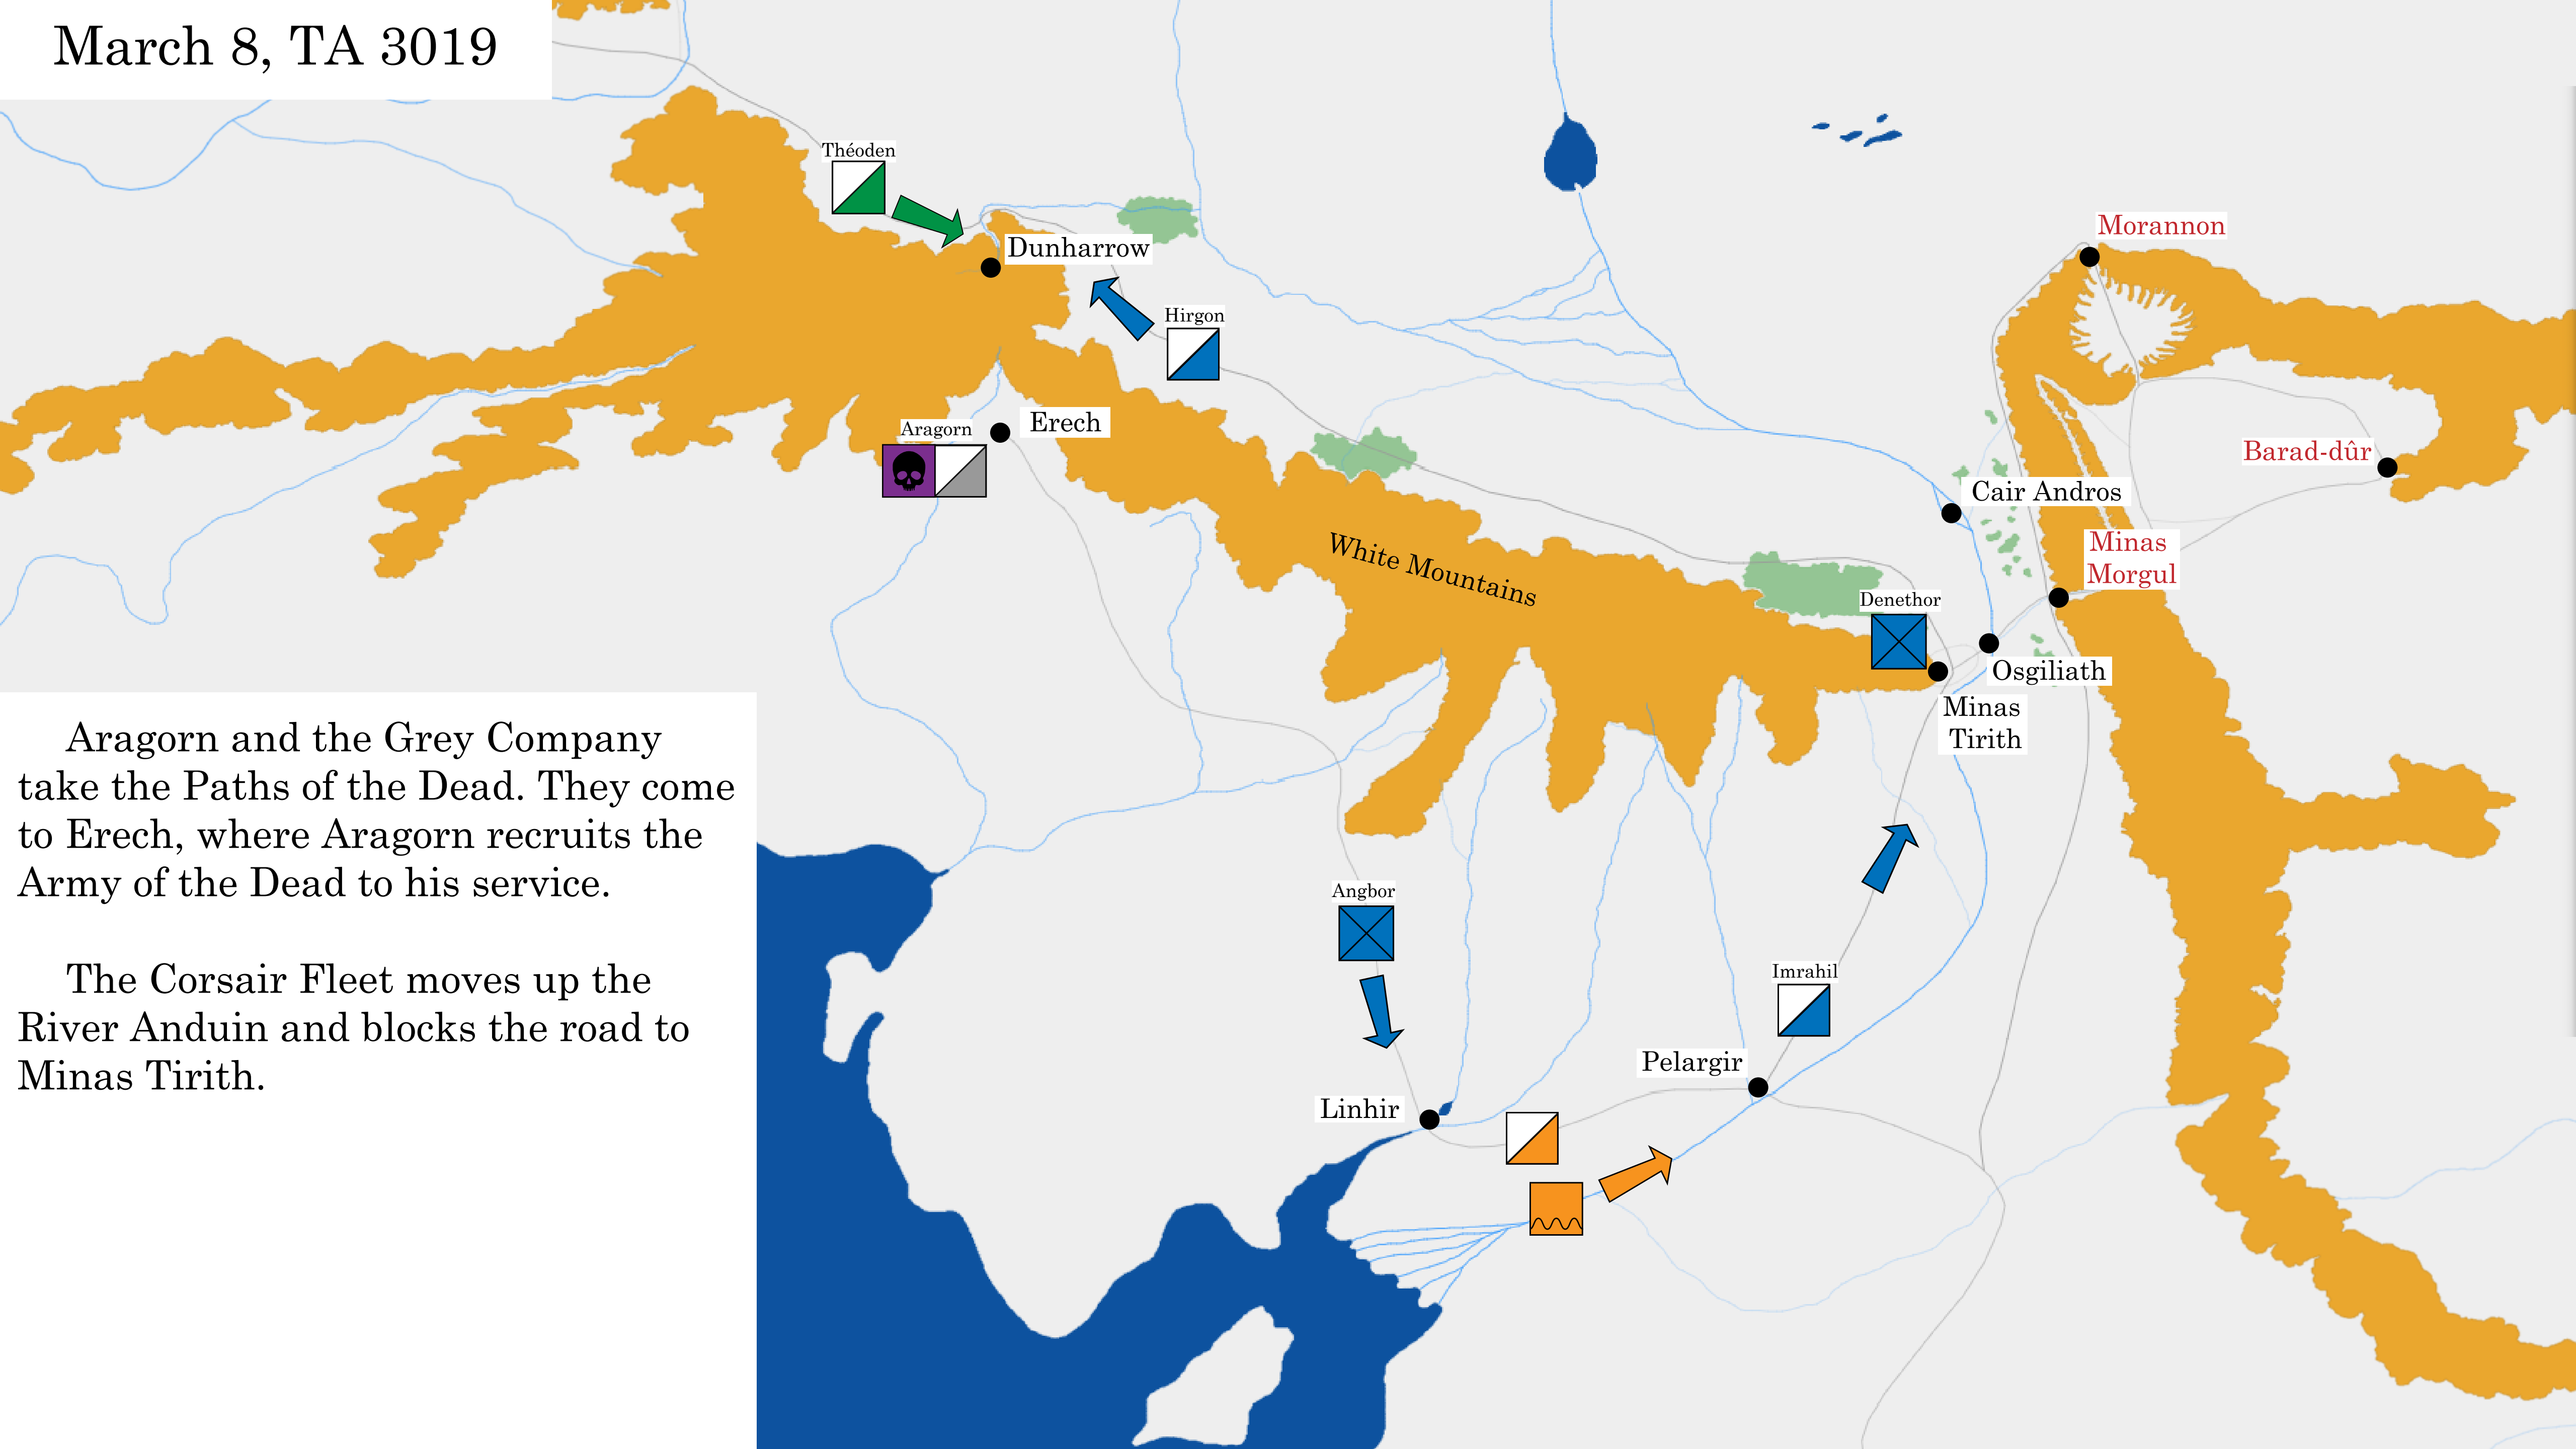 March 8, TA 3019
Théoden
Morannon
Dunharrow
Hirgon
Erech
Aragorn
Barad-dûr
Cair Andros
White Mountains
Minas
Morgul
Denethor
Osgiliath
Minas
Tirith
Aragorn and the Grey Company
take the Paths of the Dead. They come
to Erech, where Aragorn recruits the
Army of the Dead to his service.
The Corsair Fleet moves up the
River Anduin and blocks the road to
Minas Tirith.
Angbor
Imrahil
Pelargir
Linhir